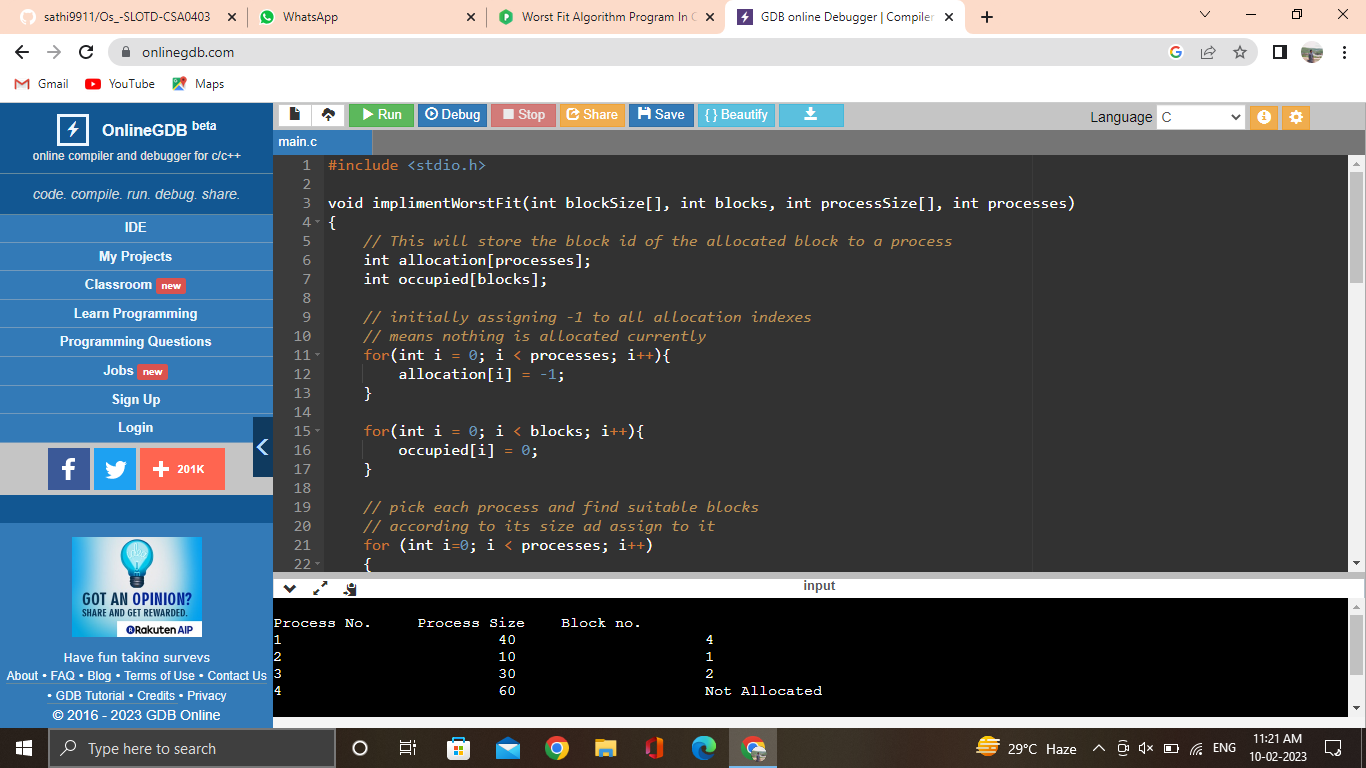 sathi9911/Os_-SLOTD-CSA0403
WhatsApp
Worst Fit Algorithm Program In C
GDB online Debugger | Compiler
onlinegdb.com
Gmail YouTube Maps
OnlineGDB beta
online compiler and debugger for c/c++
code. compile. run. debug. share.
IDE
My Projects
Classroom new
Learn Programming
Programming Questions
Jobs new
Sign Up
Login
201K
GOT AN OPINION?
SHARE AND GET REWARDED.
Rakuten AIP
Have fun taking surveys
About • FAQ • Blog • Terms of Use • Contact Us
• GDB Tutorial • Credits • Privacy
© 2016 - 2023 GDB Online
Run Debug Stop Share Save { } Beautify
Language C
main.c
1 #include <stdio.h>
2
3 void implimentWorstFit(int blockSize[], int blocks, int processSize[], int processes)
4 {
5 // This will store the block id of the allocated block to a process
6 int allocation[processes];
7 int occupied[blocks];
8
9 // initially assigning -1 to all allocation indexes
10 // means nothing is allocated currently
11 for(int i = 0; i < processes; i++){
12 allocation[i] = -1;
13 }
14
15 for(int i = 0; i < blocks; i++){
16 occupied[i] = 0;
17 }
18
19 // pick each process and find suitable blocks
20 // according to its size ad assign to it
21 for (int i=0; i < processes; i++)
22 {
input
Process No. Process Size Block no.
1 40 4
2 10 1
3 30 2
4 60 Not Allocated
Type here to search
29°C Haze
ENG
11:21 AM
10-02-2023